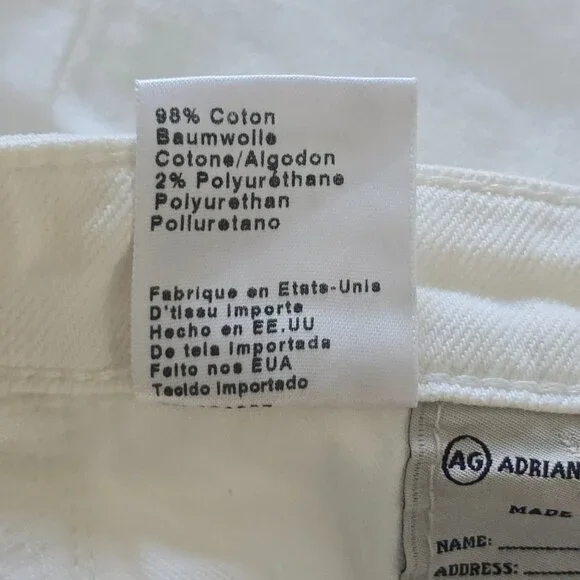 98% Coton
Baumwolle
Cotone/Algodon
2% Polyuréthane
Polyurethan
Poliuretano
Fabrique en Etats-Unis
D'tissu importe
Hecho en EE.UU
De tela importada
Feito nos EUA
Tecido importado
AG ADRIAN
MADE
NAME:
ADDRESS: